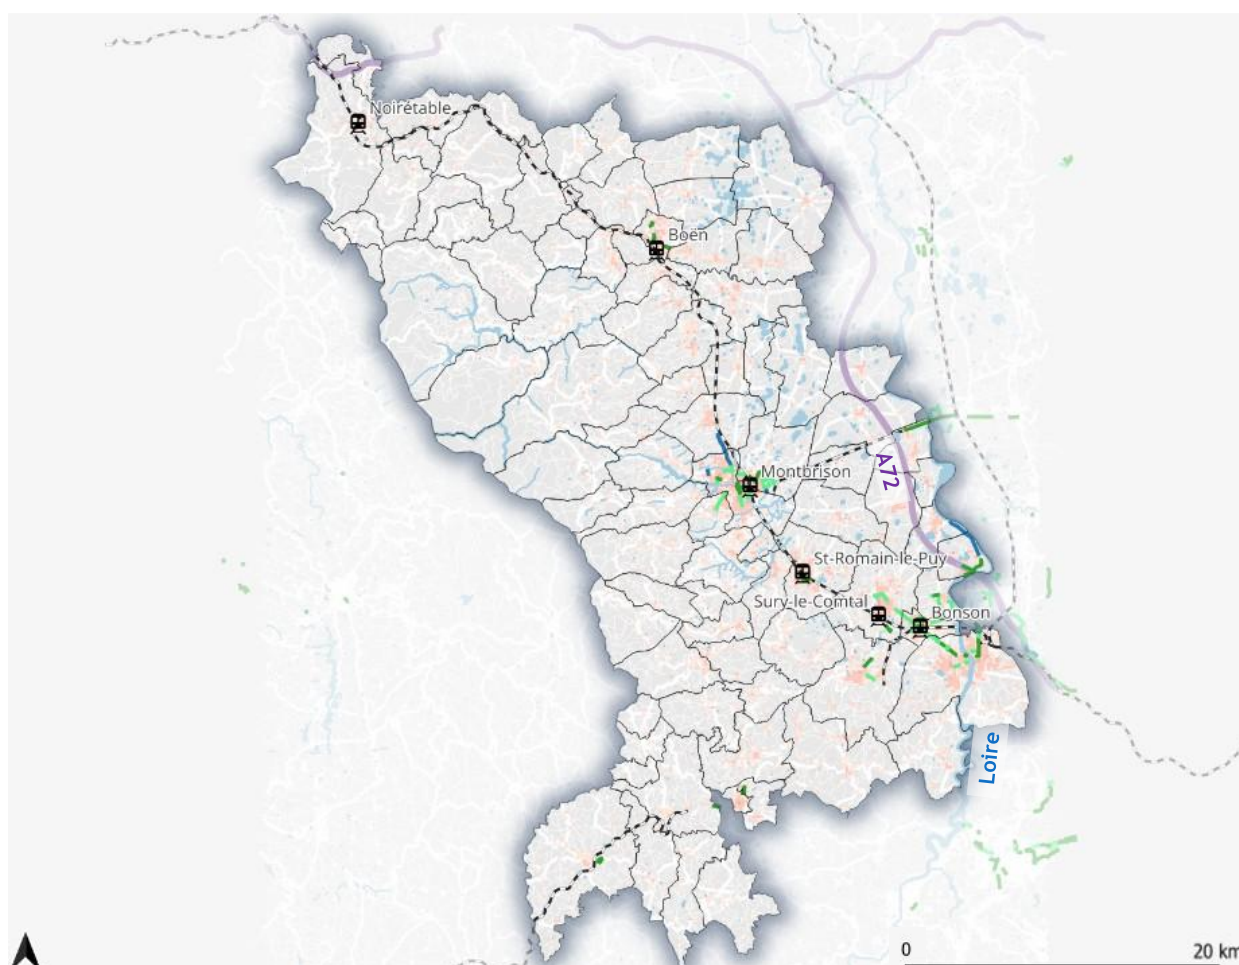 Noirétable
Boën
Montbrison
A72
St-Romain-le-Puy
Sury-le-Comtal
Bonson
Loire
0
20 km